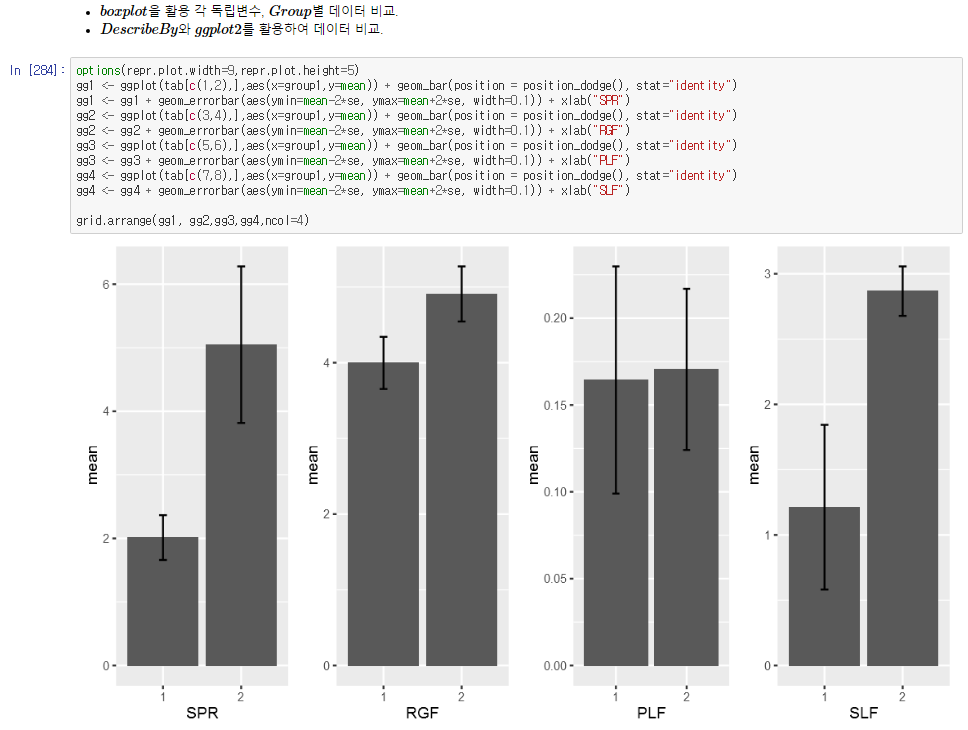 boxplot을 활용 각 독립변수, Group별 데이터 비교.
DescribeBy와 ggplot2를 활용하여 데이터 비교.
In [284]:
options(repr.plot.width=9,repr.plot.height=5)
gg1 <- ggplot(tab[c(1,2),],aes(x=group1,y=mean)) + geom_bar(position = position_dodge(), stat="identity")
gg1 <- gg1 + geom_errorbar(aes(ymin=mean-2*se, ymax=mean+2*se, width=0.1)) + xlab("SPR")
gg2 <- ggplot(tab[c(3,4),],aes(x=group1,y=mean)) + geom_bar(position = position_dodge(), stat="identity")
gg2 <- gg2 + geom_errorbar(aes(ymin=mean-2*se, ymax=mean+2*se, width=0.1)) + xlab("RGF")
gg3 <- ggplot(tab[c(5,6),],aes(x=group1,y=mean)) + geom_bar(position = position_dodge(), stat="identity")
gg3 <- gg3 + geom_errorbar(aes(ymin=mean-2*se, ymax=mean+2*se, width=0.1)) + xlab("PLF")
gg4 <- ggplot(tab[c(7,8),],aes(x=group1,y=mean)) + geom_bar(position = position_dodge(), stat="identity")
gg4 <- gg4 + geom_errorbar(aes(ymin=mean-2*se, ymax=mean+2*se, width=0.1)) + xlab("SLF")
grid.arrange(gg1, gg2,gg3,gg4,ncol=4)
mean
6
4
2
0
1 2
SPR
mean
4
2
0
1 2
RGF
mean
0.20
0.15
0.10
0.05
0.00
1 2
PLF
mean
3
2
1
0
1 2
SLF